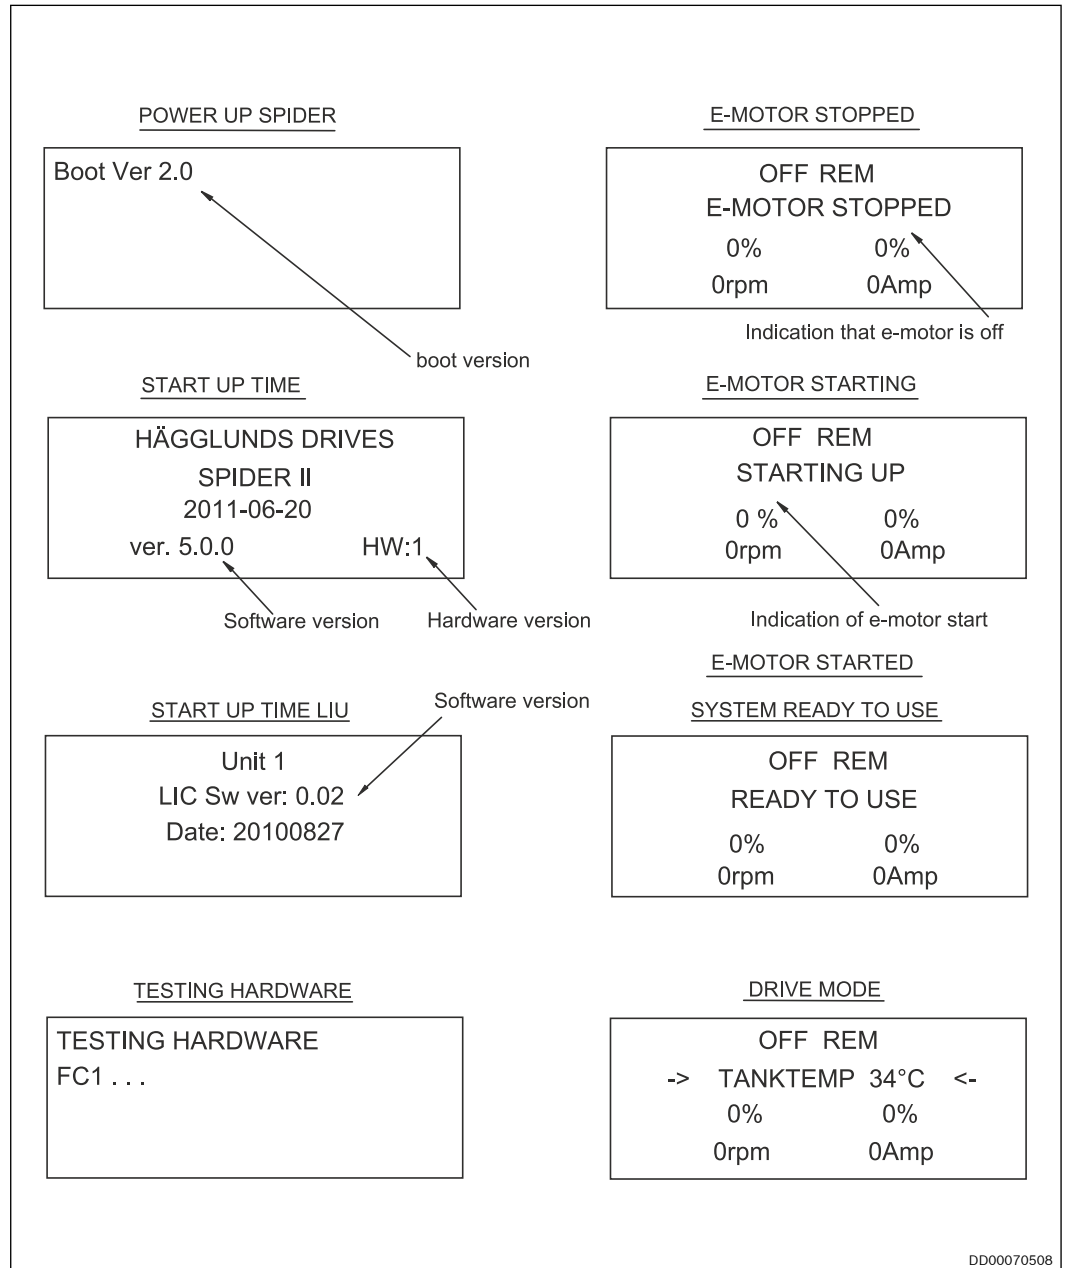 POWER UP SPIDER
Boot Ver 2.0
boot version
START UP TIME
HÄGGLUNDS DRIVES
SPIDER II
2011-06-20
ver. 5.0.0 HW:1
Software version Hardware version
START UP TIME LIU
Software version
Unit 1
LIC Sw ver: 0.02
Date: 20100827
TESTING HARDWARE
TESTING HARDWARE
FC1 . . .
E-MOTOR STOPPED
OFF REM
E-MOTOR STOPPED
0% 0%
0rpm 0Amp
Indication that e-motor is off
E-MOTOR STARTING
OFF REM
STARTING UP
0 % 0%
0rpm 0Amp
Indication of e-motor start
E-MOTOR STARTED
SYSTEM READY TO USE
OFF REM
READY TO USE
0% 0%
0rpm 0Amp
DRIVE MODE
OFF REM
-> TANKTEMP 34°C <-
0% 0%
0rpm 0Amp
DD00070508